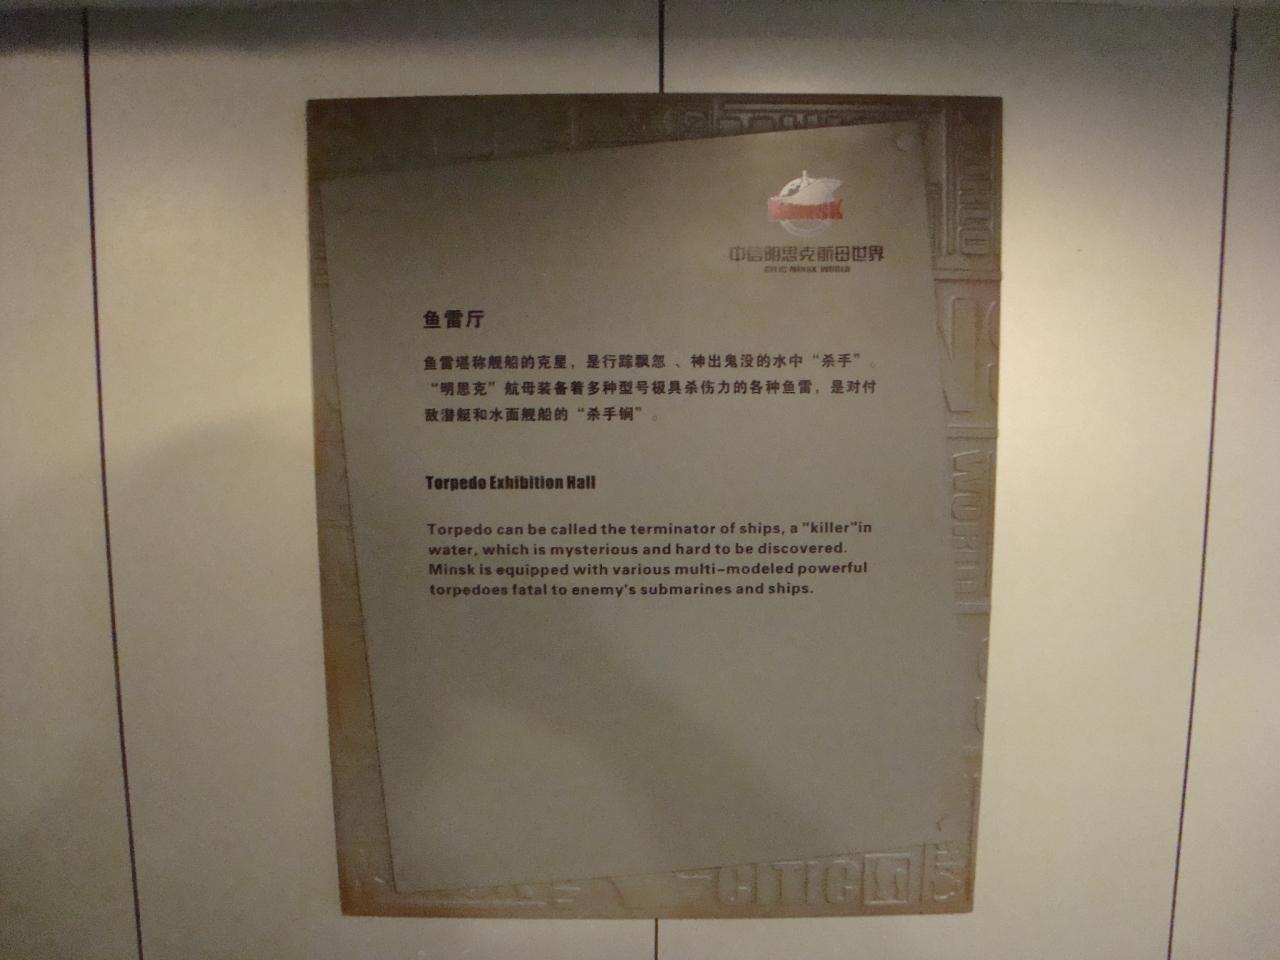 MINSK
中信明思克航母世界
CITIC MINSK WORLD
鱼雷厅
鱼雷堪称舰船的克星，是行踪飘忽 、神出鬼没的水中“杀手”。
“明思克”航母装备着多种型号极具杀伤力的各种鱼雷，是对付
敌潜艇和水面舰船的“杀手锏”。
Torpedo Exhibition Hall
Torpedo can be called the terminator of ships, a "killer"in
water, which is mysterious and hard to be discovered.
Minsk is equipped with various multi-modeled powerful
torpedoes fatal to enemy's submarines and ships.
WORLD
CITIC